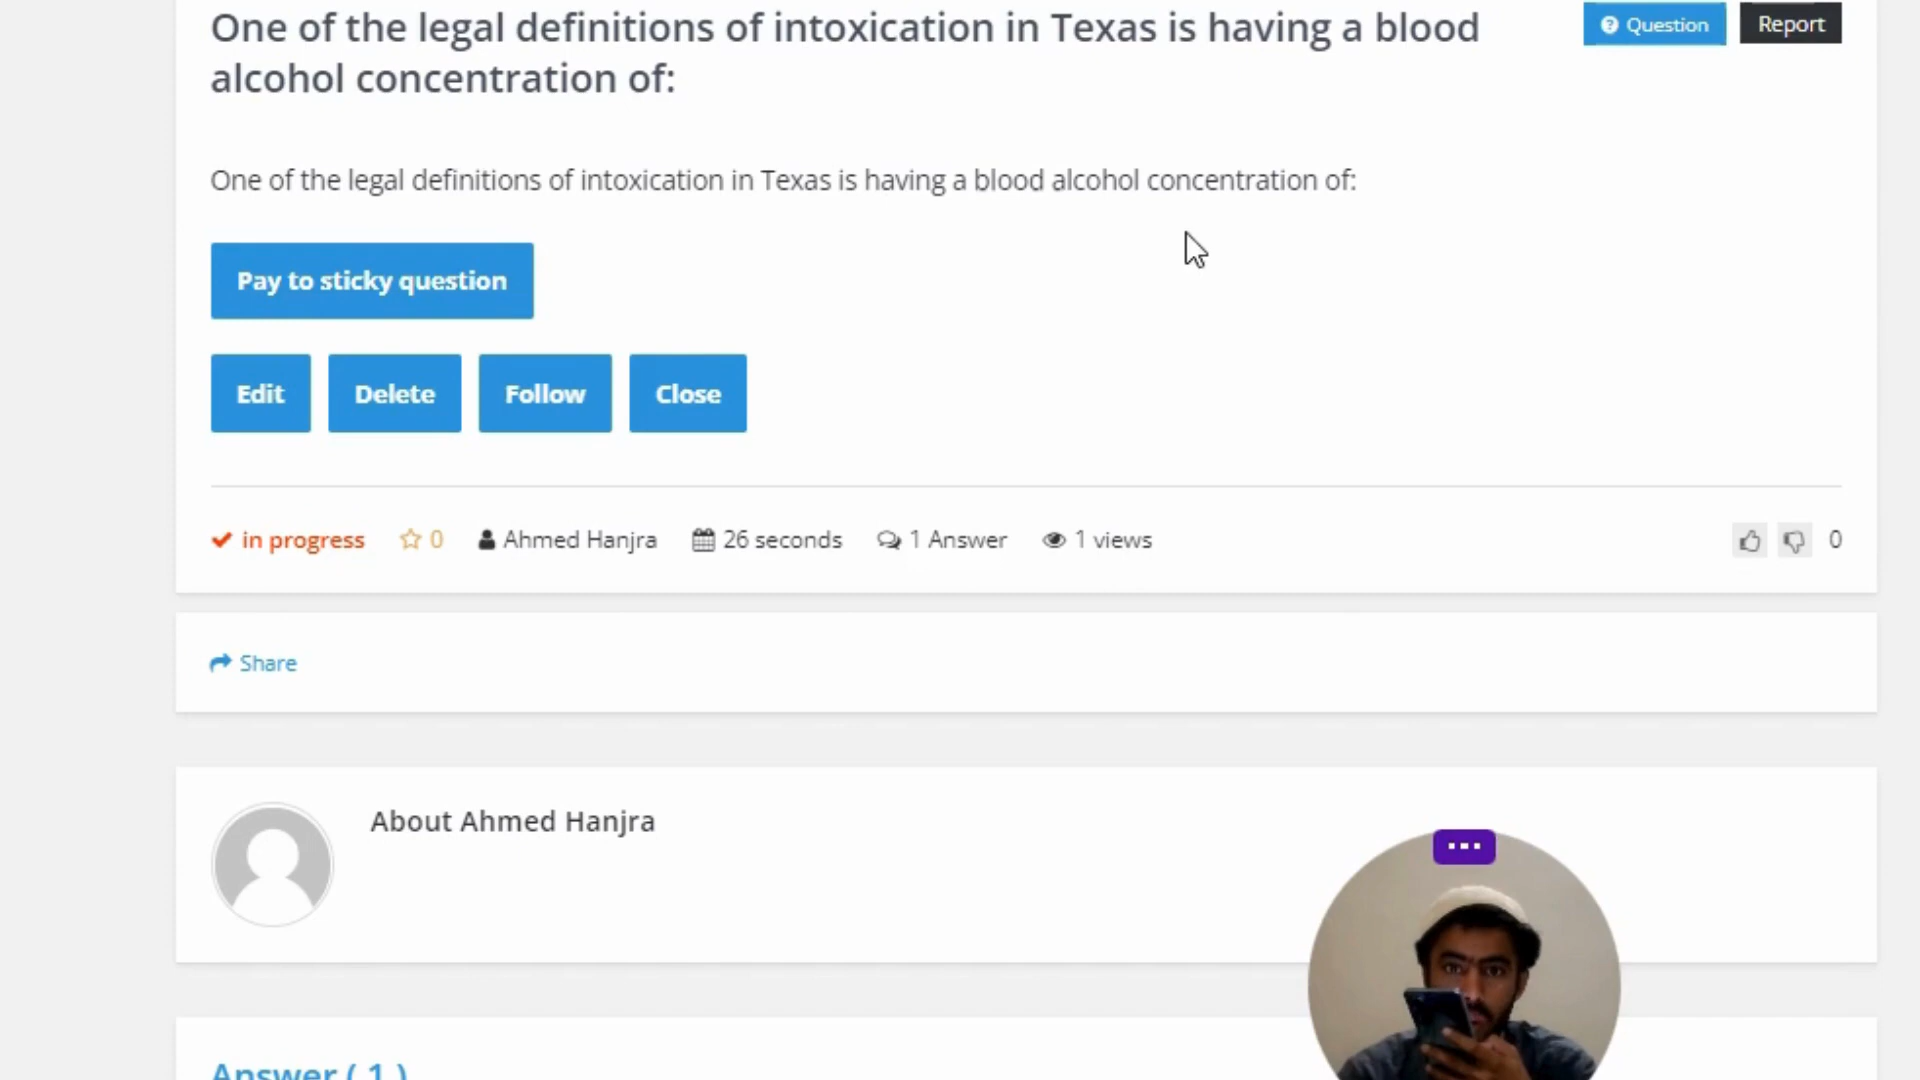 One of the legal definitions of intoxication in Texas is having a blood
alcohol concentration of:
Question
Report
One of the legal definitions of intoxication in Texas is having a blood alcohol concentration of:
Pay to sticky question
Edit Delete Follow Close
in progress 0 Ahmed Hanjra 26 seconds 1 Answer 1 views 0
Share
About Ahmed Hanjra
Answer ( 1 )